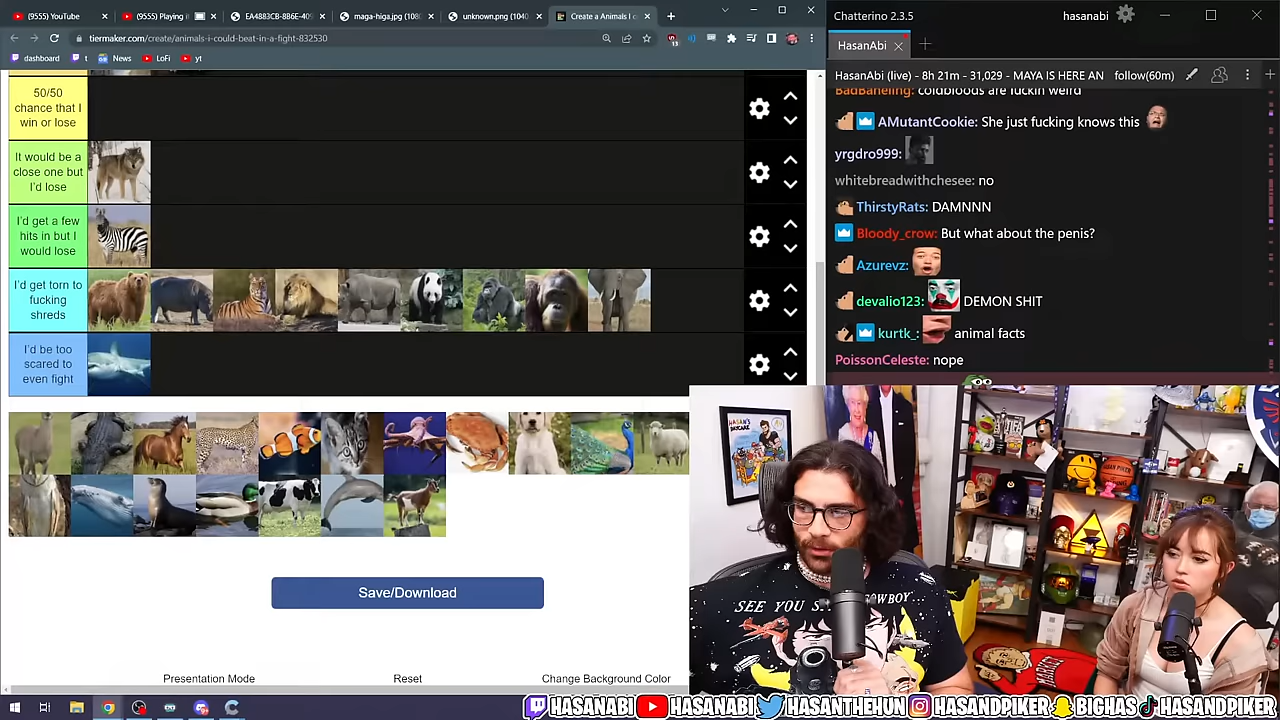 (9555) YouTube
(9555) Playing i
EA4883CB-8B6E-409
maga-higa.jpg (1080
unknown.png (1040
Create a Animals I c
tiermaker.com/create/animals-i-could-beat-in-a-fight-832530
dashboard
t
News
LoFi
yt
50/50
chance that I
win or lose
It would be a
close one but
I'd lose
I'd get a few
hits in but I
would lose
I'd get torn to
fucking
shreds
I'd be too
scared to
even fight
Save/Download
Presentation Mode
Reset
Change Background Color
Chatterino 2.3.5
hasanabi
HasanAbi
HasanAbi (live) - 8h 21m - 31,029 - MAYA IS HERE AN
follow(60m)
BadBaneling: coldbloods are fuckin weird
AMutantCookie: She just fucking knows this
yrgdro999:
whitebreadwithchesee: no
ThirstyRats: DAMNNN
Bloody_crow: But what about the penis?
Azurevz:
devalio123: DEMON SHIT
kurtk_: animal facts
PoissonCeleste: nope
SEE YOU S
COWBOY
HASANABI
HASANABI
HASANTHEHUN
HASANDPIKER
BIGHAS
HASANDPIKER